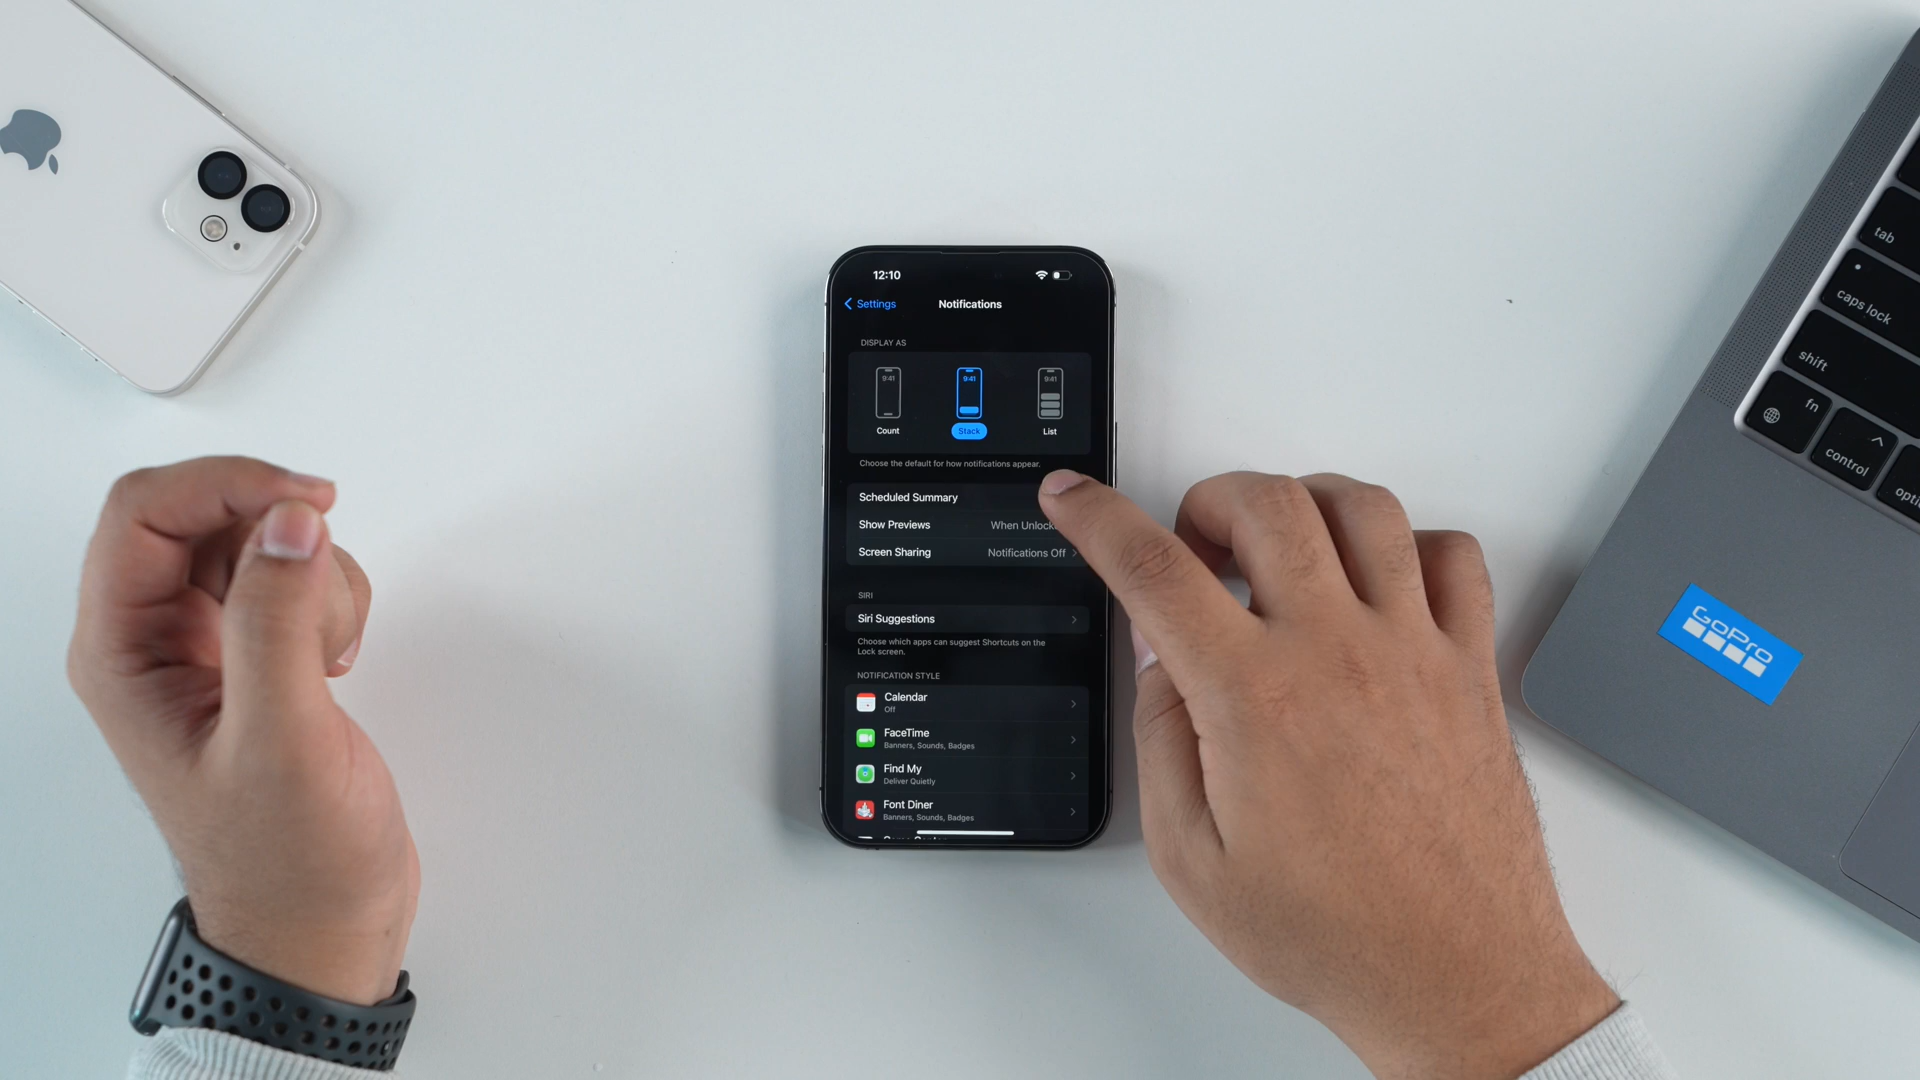 12:10
Settings
Notifications
DISPLAY AS
9:41
9:41
9:41
Count
Stack
List
Choose the default for how notifications appear.
Scheduled Summary
Show Previews
When Unlock
Screen Sharing
Notifications Off
SIRI
Siri Suggestions
Choose which apps can suggest Shortcuts on the
Lock screen.
NOTIFICATION STYLE
Calendar
Off
FaceTime
Banners, Sounds, Badges
Find My
Deliver Quietly
Font Diner
Banners, Sounds, Badges
tab
caps lock
shift
fn
control
opti
GoPro